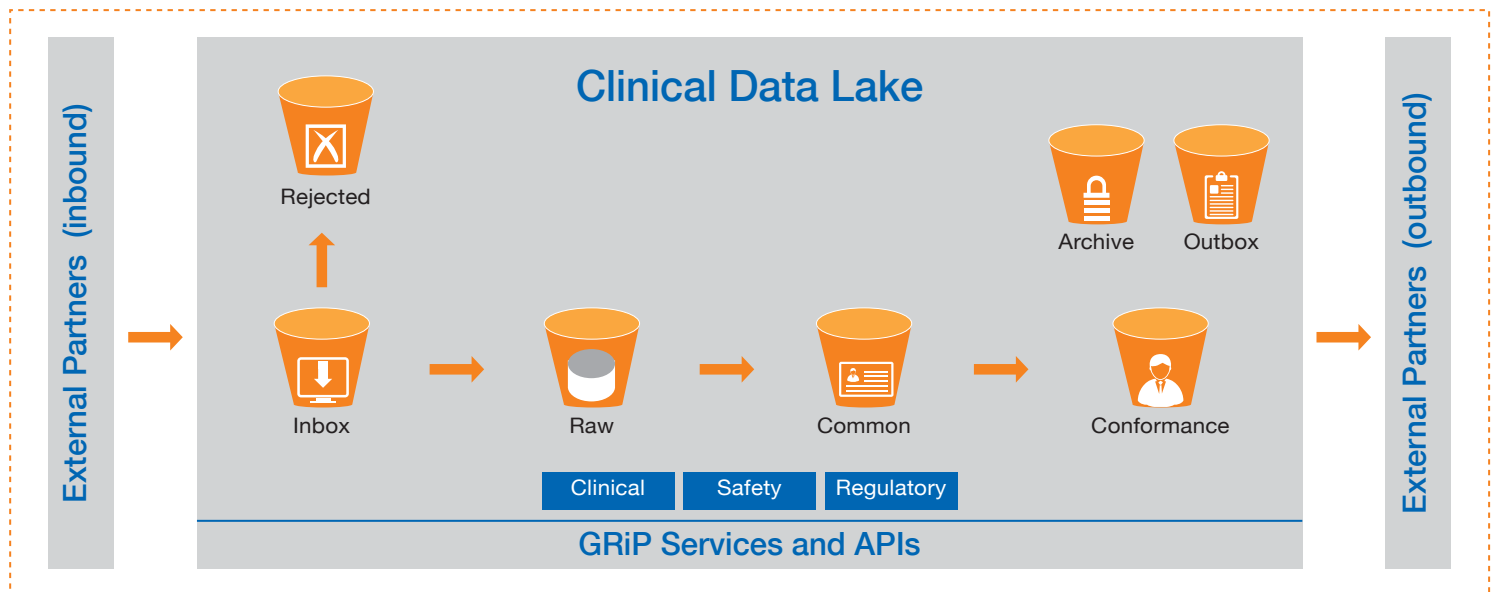 External Partners (inbound)
Clinical Data Lake
Rejected
Archive
Outbox
Inbox
Raw
Common
Conformance
Clinical
Safety
Regulatory
GRiP Services and APIs
External Partners (outbound)